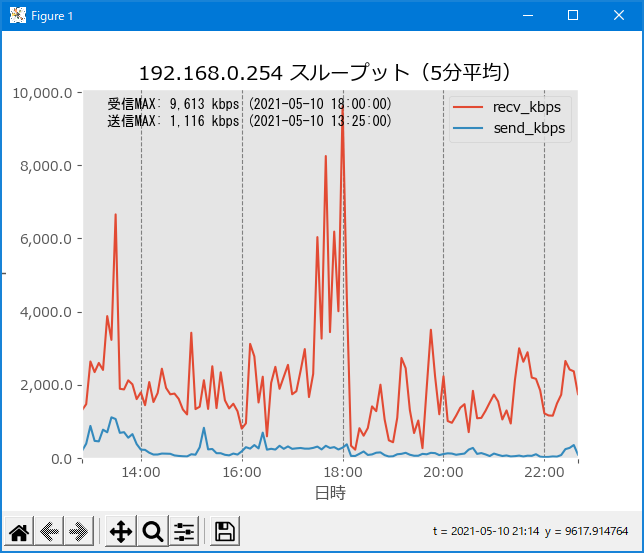 Figure 1
192.168.0.254 スループット（5分平均）
受信MAX: 9,613 kbps (2021-05-10 18:00:00)
送信MAX: 1,116 kbps (2021-05-10 13:25:00)
recv_kbps
send_kbps
10,000.0
8,000.0
6,000.0
4,000.0
2,000.0
0.0
14:00 16:00 18:00 20:00 22:00
日時
t = 2021-05-10 21:14 y = 9617.914764